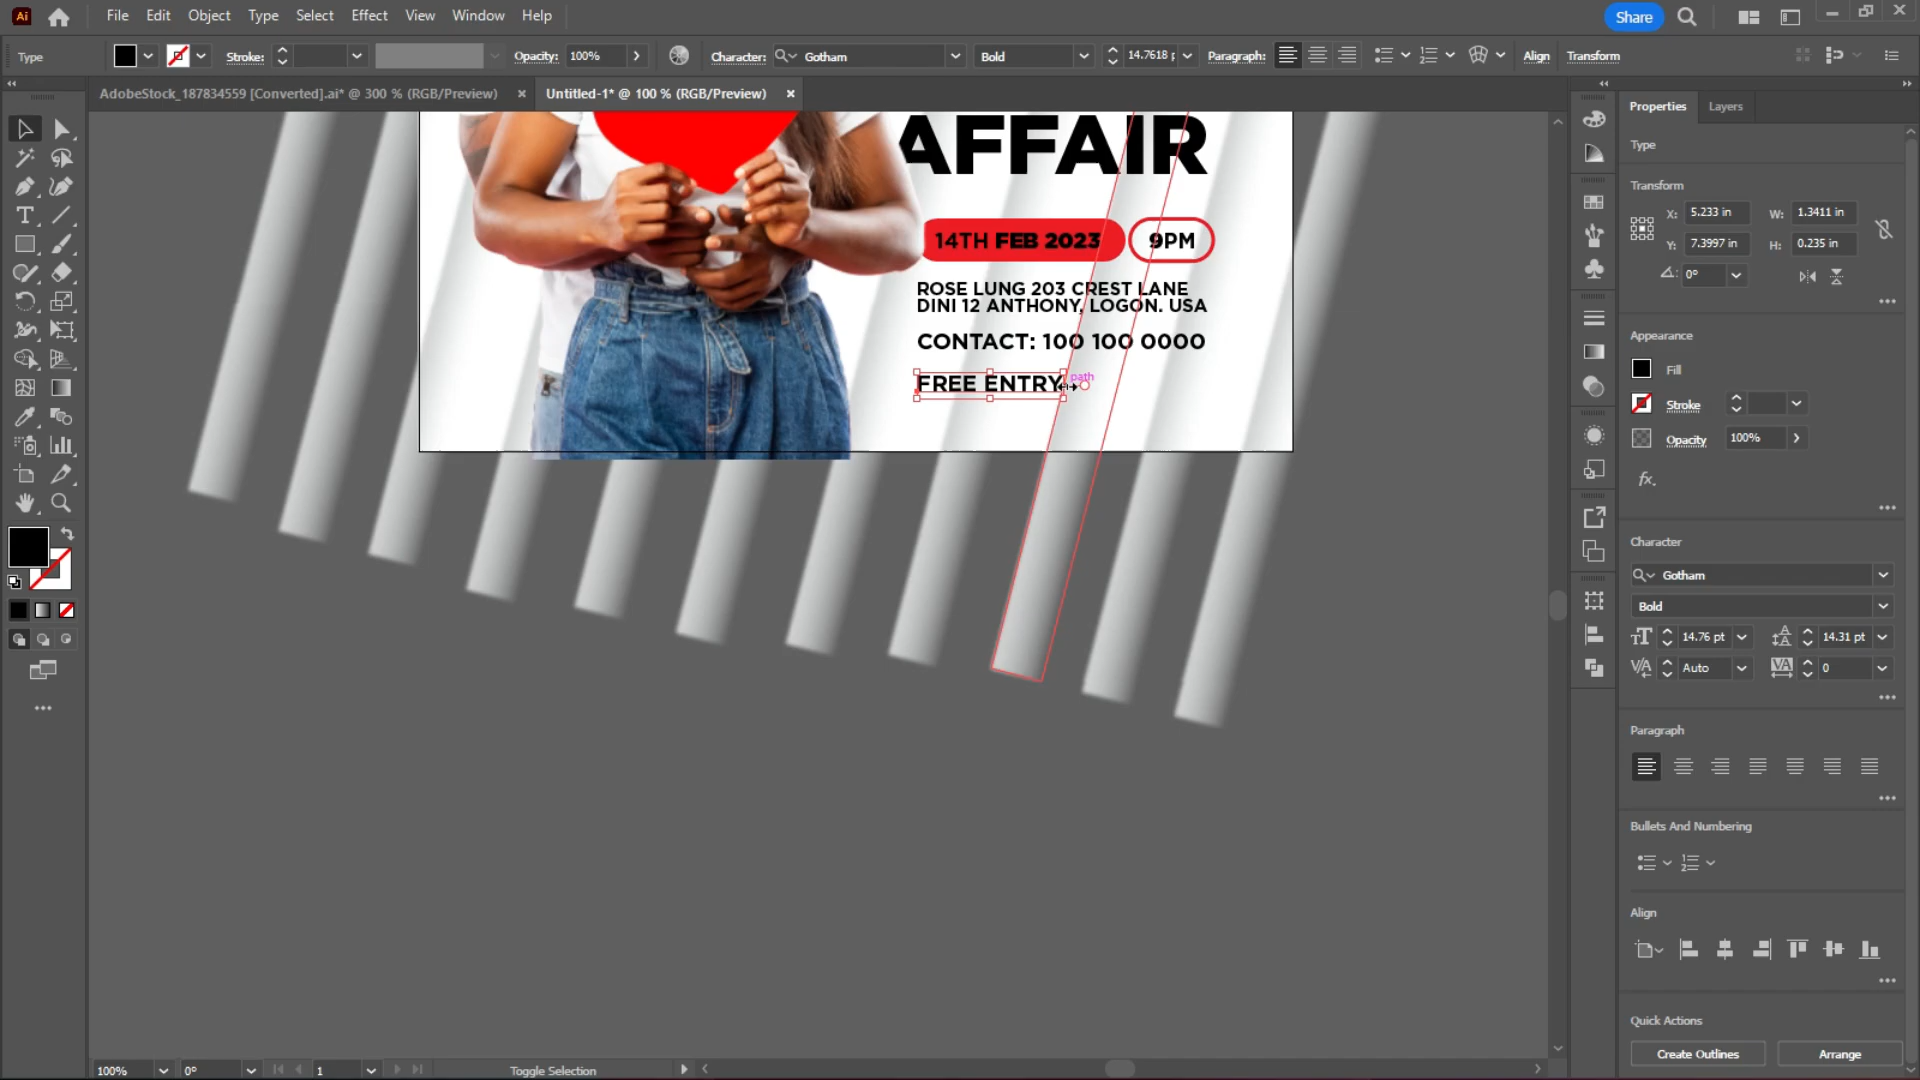 Ai File Edit Object Type Select Effect View Window Help Share
Type Stroke: Opacity: 100% Character: Gotham Bold 14.7618 p Paragraph: Align Transform
AdobeStock_187834559 [Converted].ai* @ 300 % (RGB/Preview) × Untitled-1* @ 100 % (RGB/Preview) ×
Properties Layers
Type
Transform
X: 5.233 in W: 1.3411 in
Y: 7.3997 in H: 0.235 in
0°
Appearance
Fill
Stroke
Opacity 100%
fx.
Character
Gotham
Bold
14.76 pt 14.31 pt
Auto 0
Paragraph
Bullets And Numbering
Align
Quick Actions
Create Outlines Arrange
AFFAIR
14TH FEB 2023 9PM
ROSE LUNG 203 CREST LANE
DINI 12 ANTHONY, LOGON. USA
CONTACT: 100 100 0000
FREE ENTRY
path
100% 0° 1 Toggle Selection